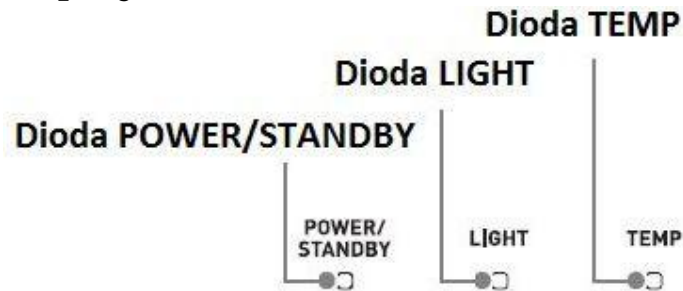 Dioda TEMP
Dioda LIGHT
Dioda POWER/STANDBY
POWER/
STANDBY
LIGHT
TEMP